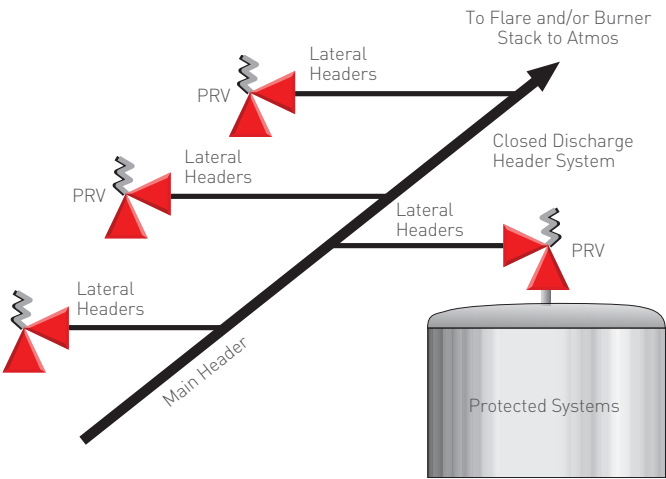 To Flare and/or Burner
Stack to Atmos
Lateral
Headers
PRV
Closed Discharge
Header System
Lateral
Headers
PRV
Lateral
Headers
PRV
Lateral
Headers
Main Header
Protected Systems